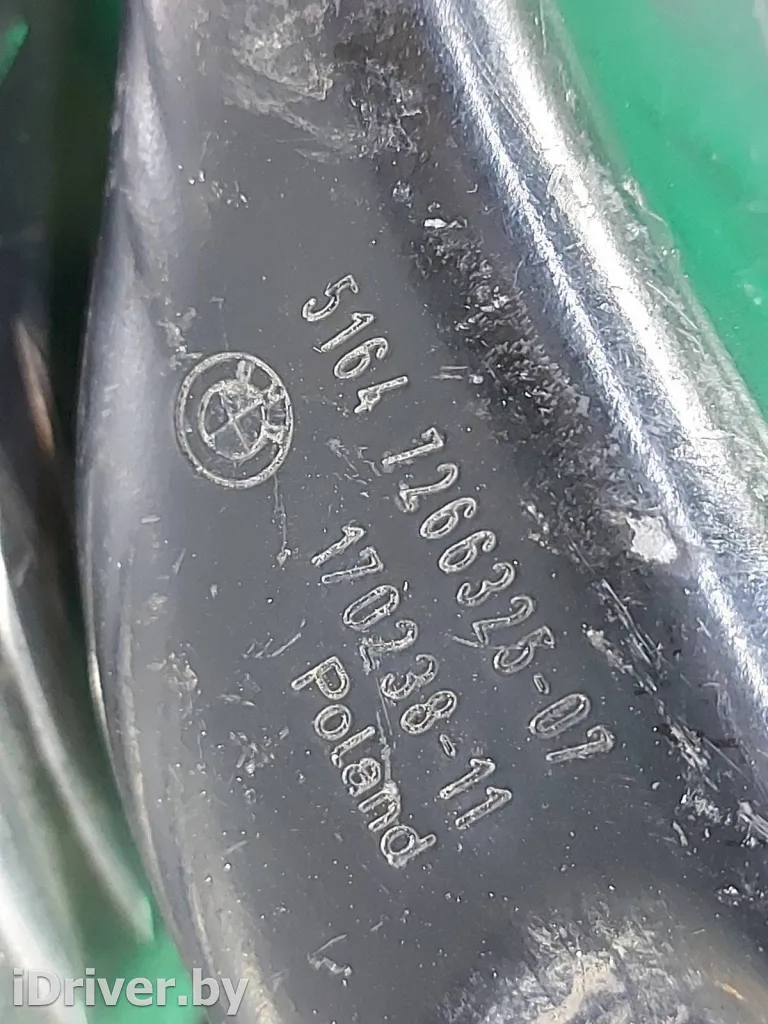 5164 7266325-07
170238-11
Poland
iDriver.by